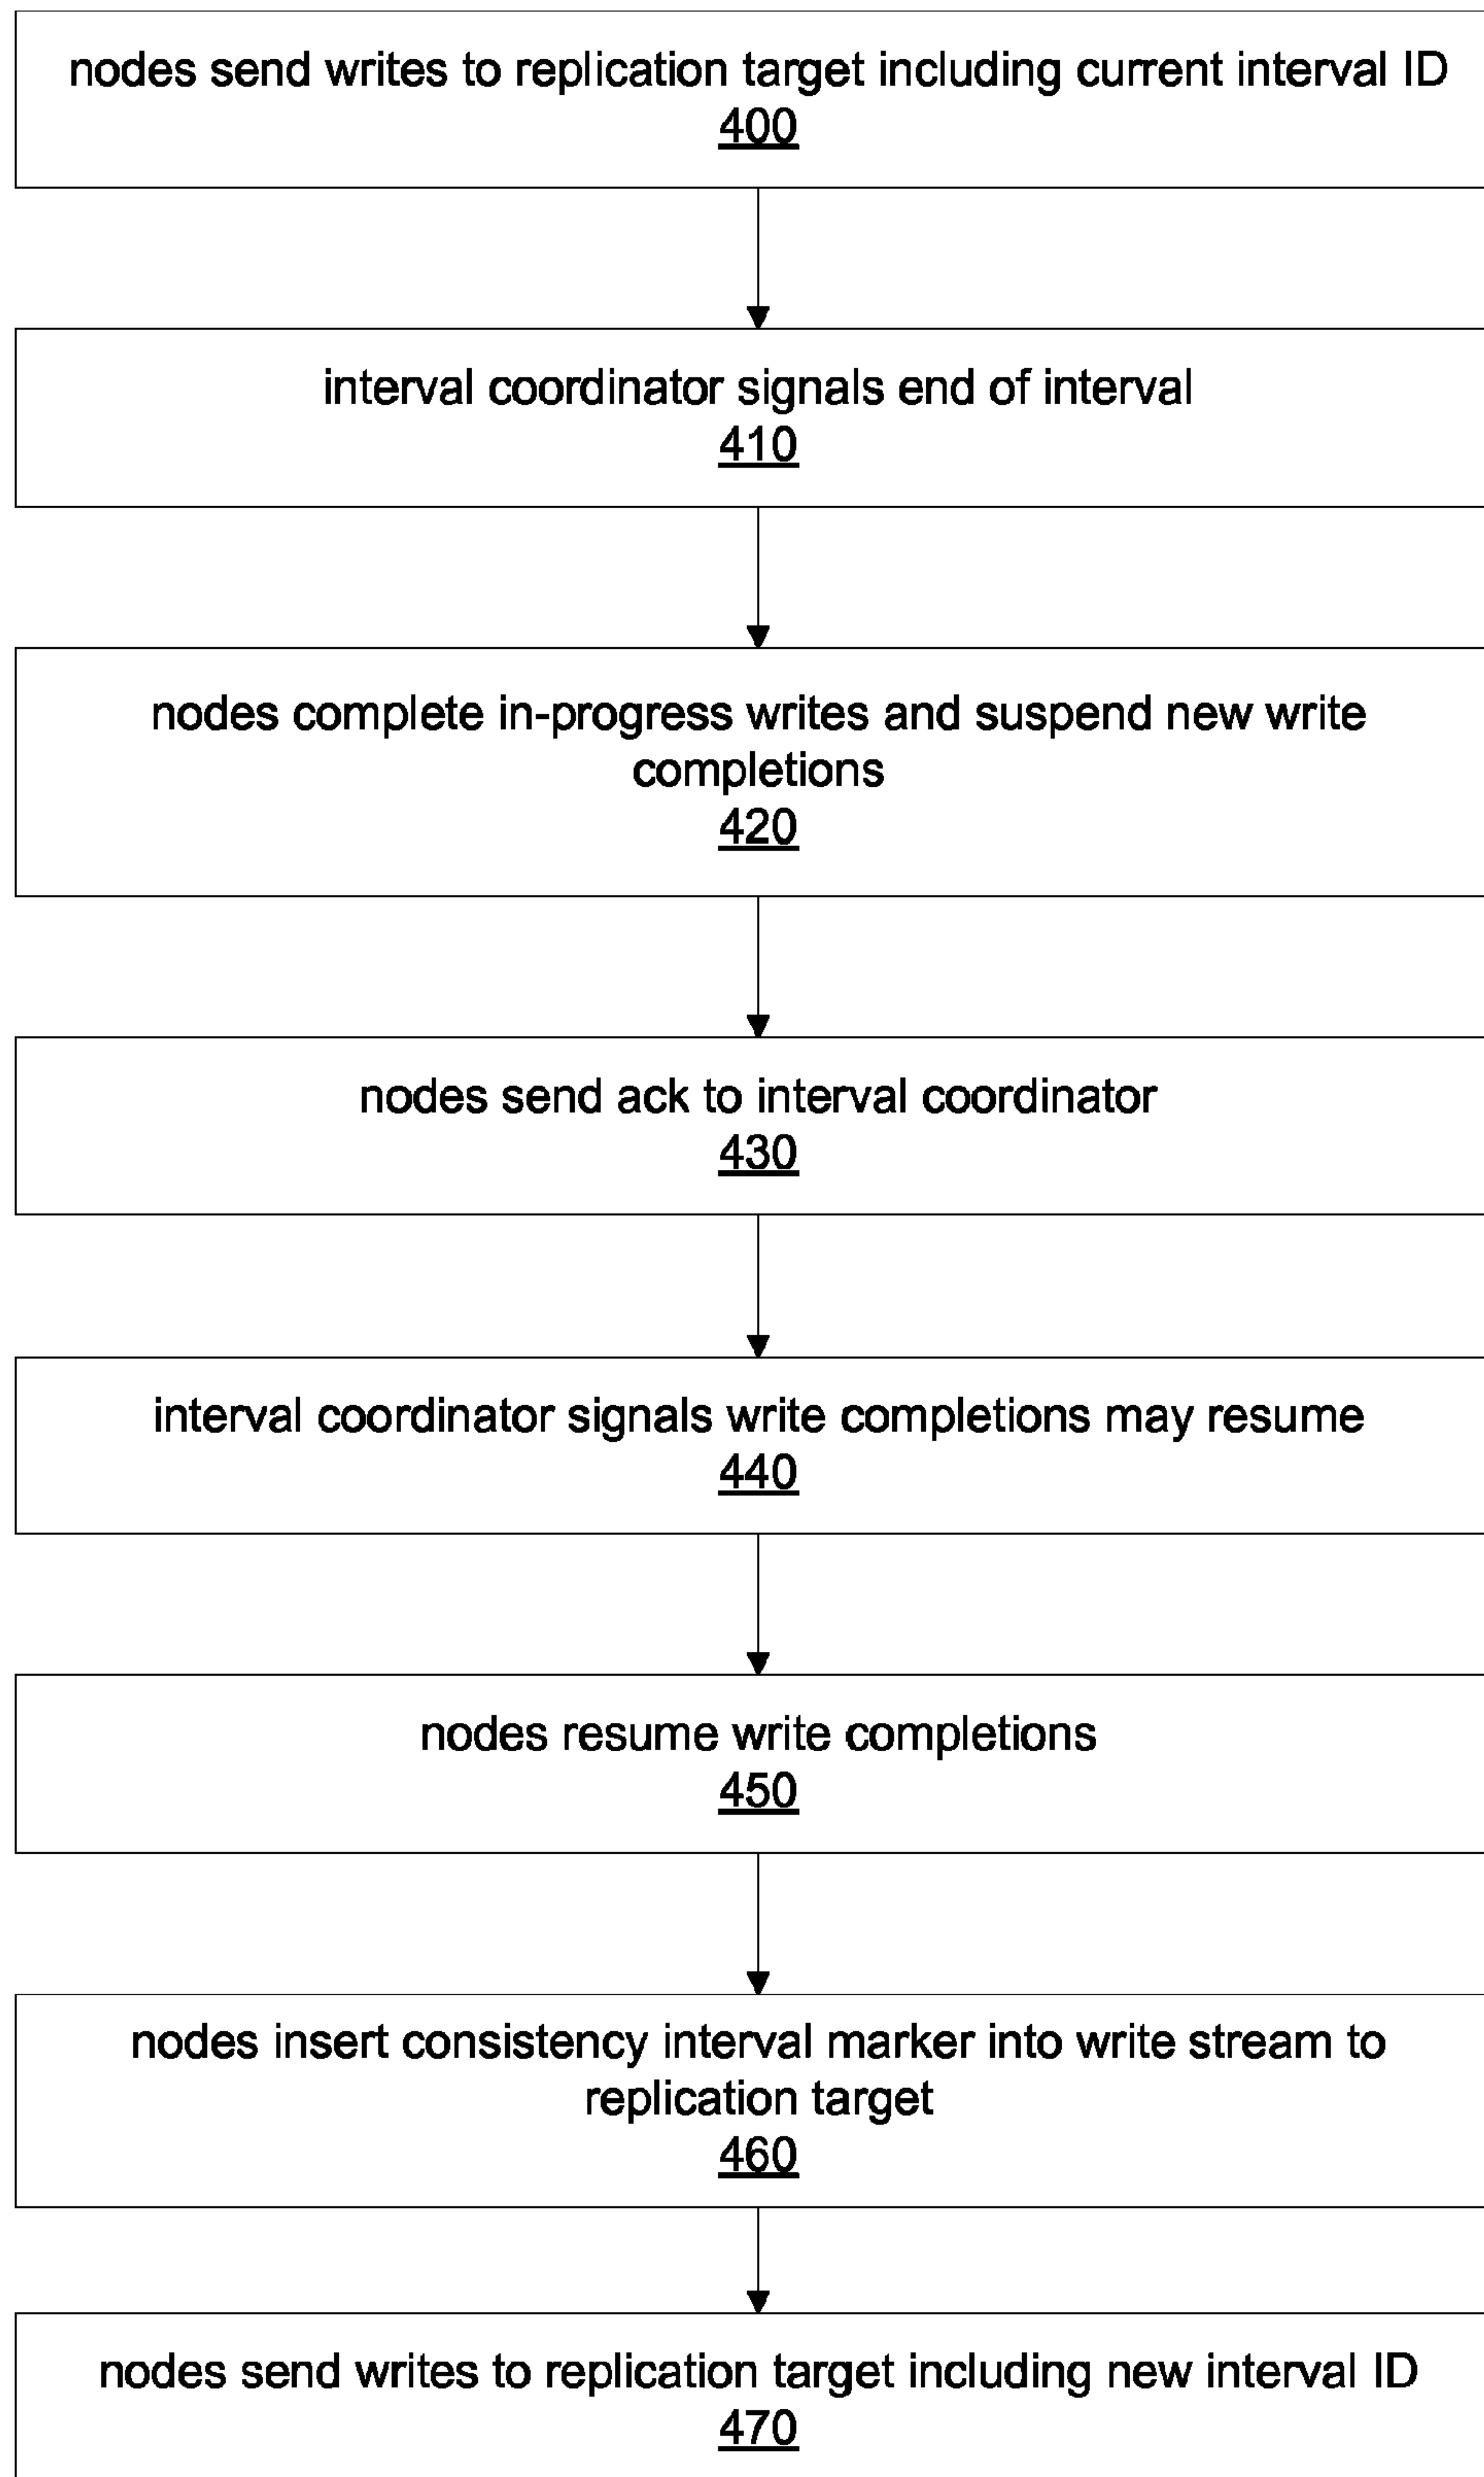 nodes send writes to replication target including current interval ID
400
interval coordinator signals end of interval
410
nodes complete in-progress writes and suspend new write
completions
420
nodes send ack to interval coordinator
430
interval coordinator signals write completions may resume
440
nodes resume write completions
450
nodes insert consistency interval marker into write stream to
replication target
460
nodes send writes to replication target including new interval ID
470